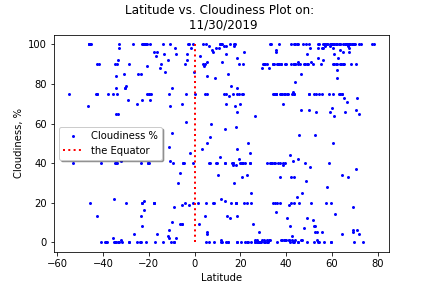 Latitude vs. Cloudiness Plot on:
11/30/2019
Cloudiness, %
100
80
60
40
20
0
Cloudiness %
the Equator
−60 −40 −20 0 20 40 60 80
Latitude